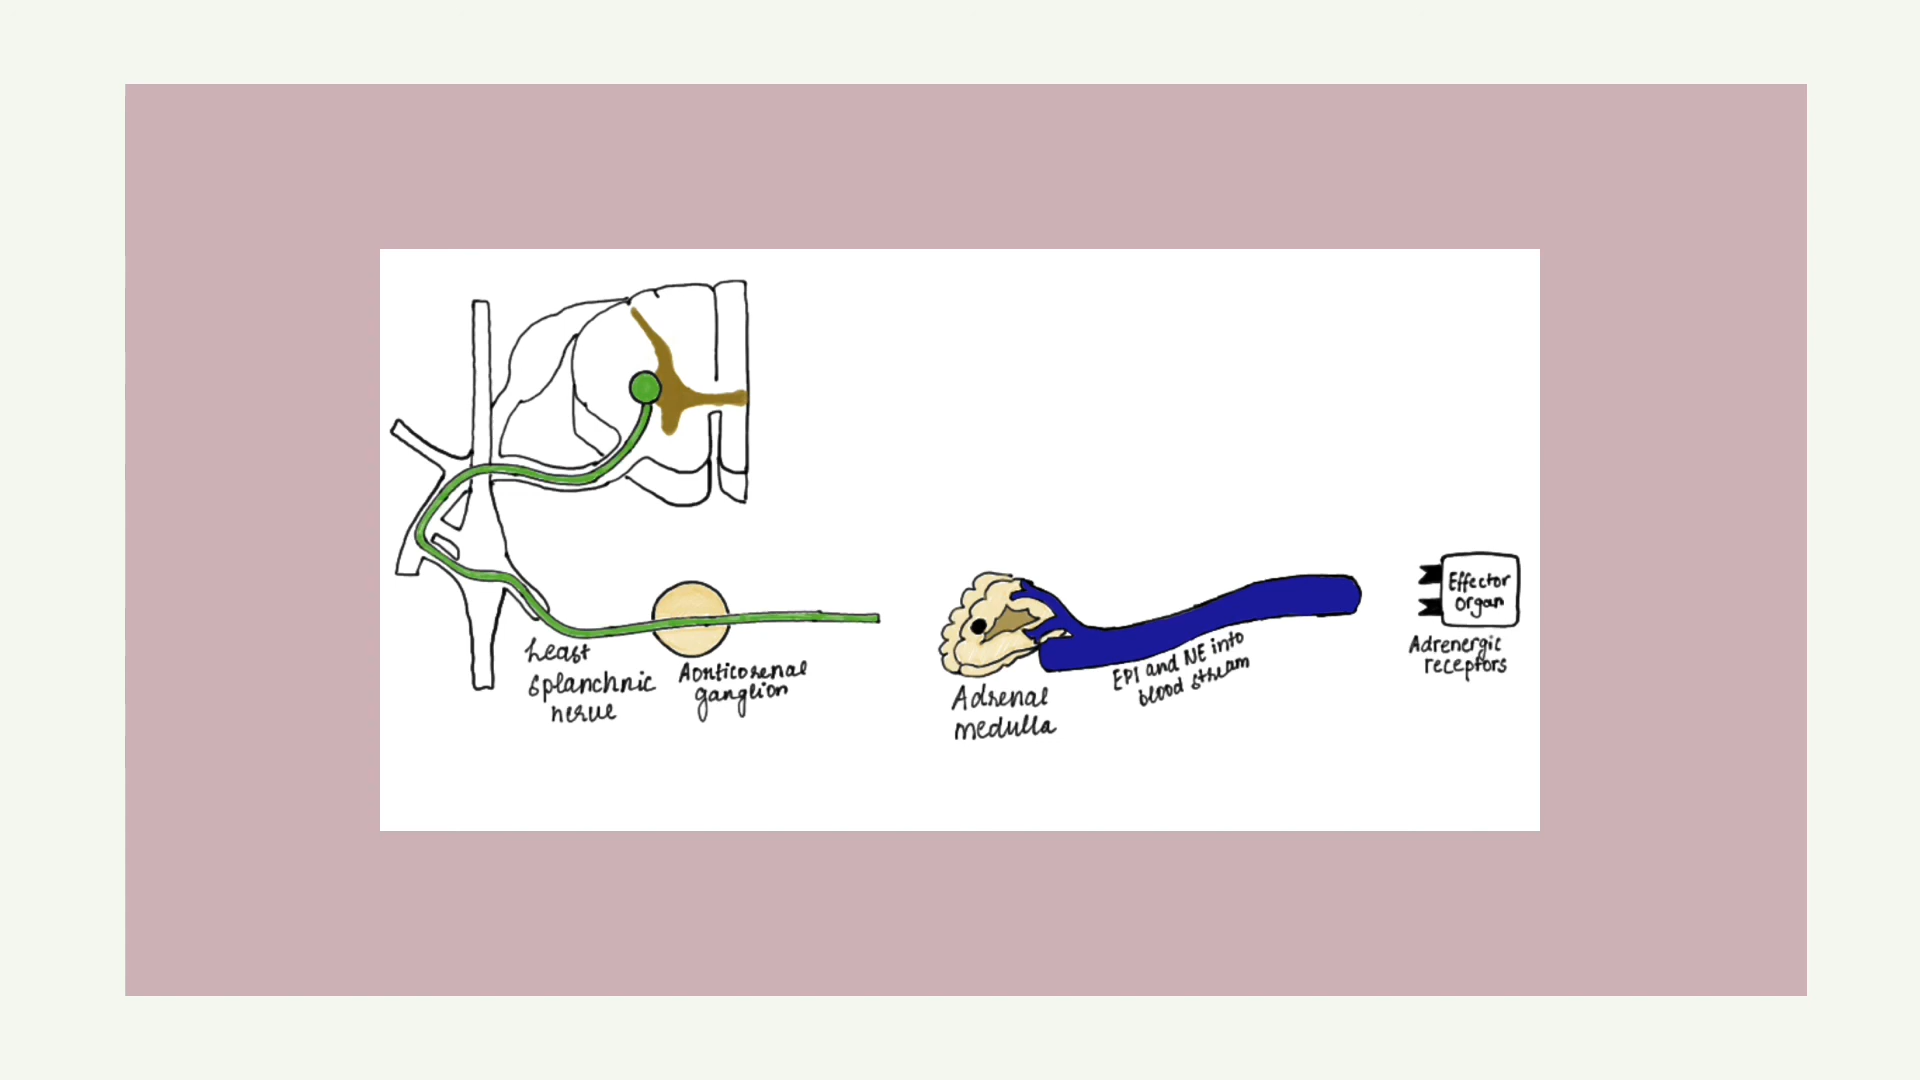 Least
splanchnic
nerve
Aorticorenal
ganglion
Adrenal
medulla
EPI and NE into
blood stream
Effector
Organ
Adrenergic
receptors